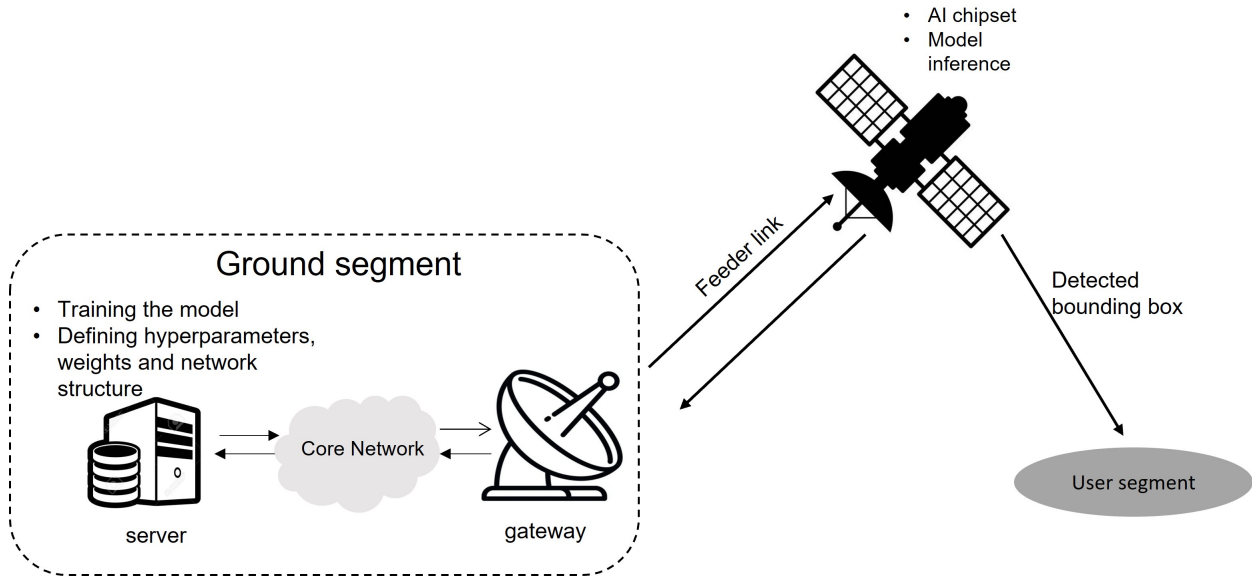 • AI chipset
• Model
inference
Feeder link
Detected
bounding box
Ground segment
• Training the model
• Defining hyperparameters,
weights and network
structure
Core Network
server
gateway
User segment